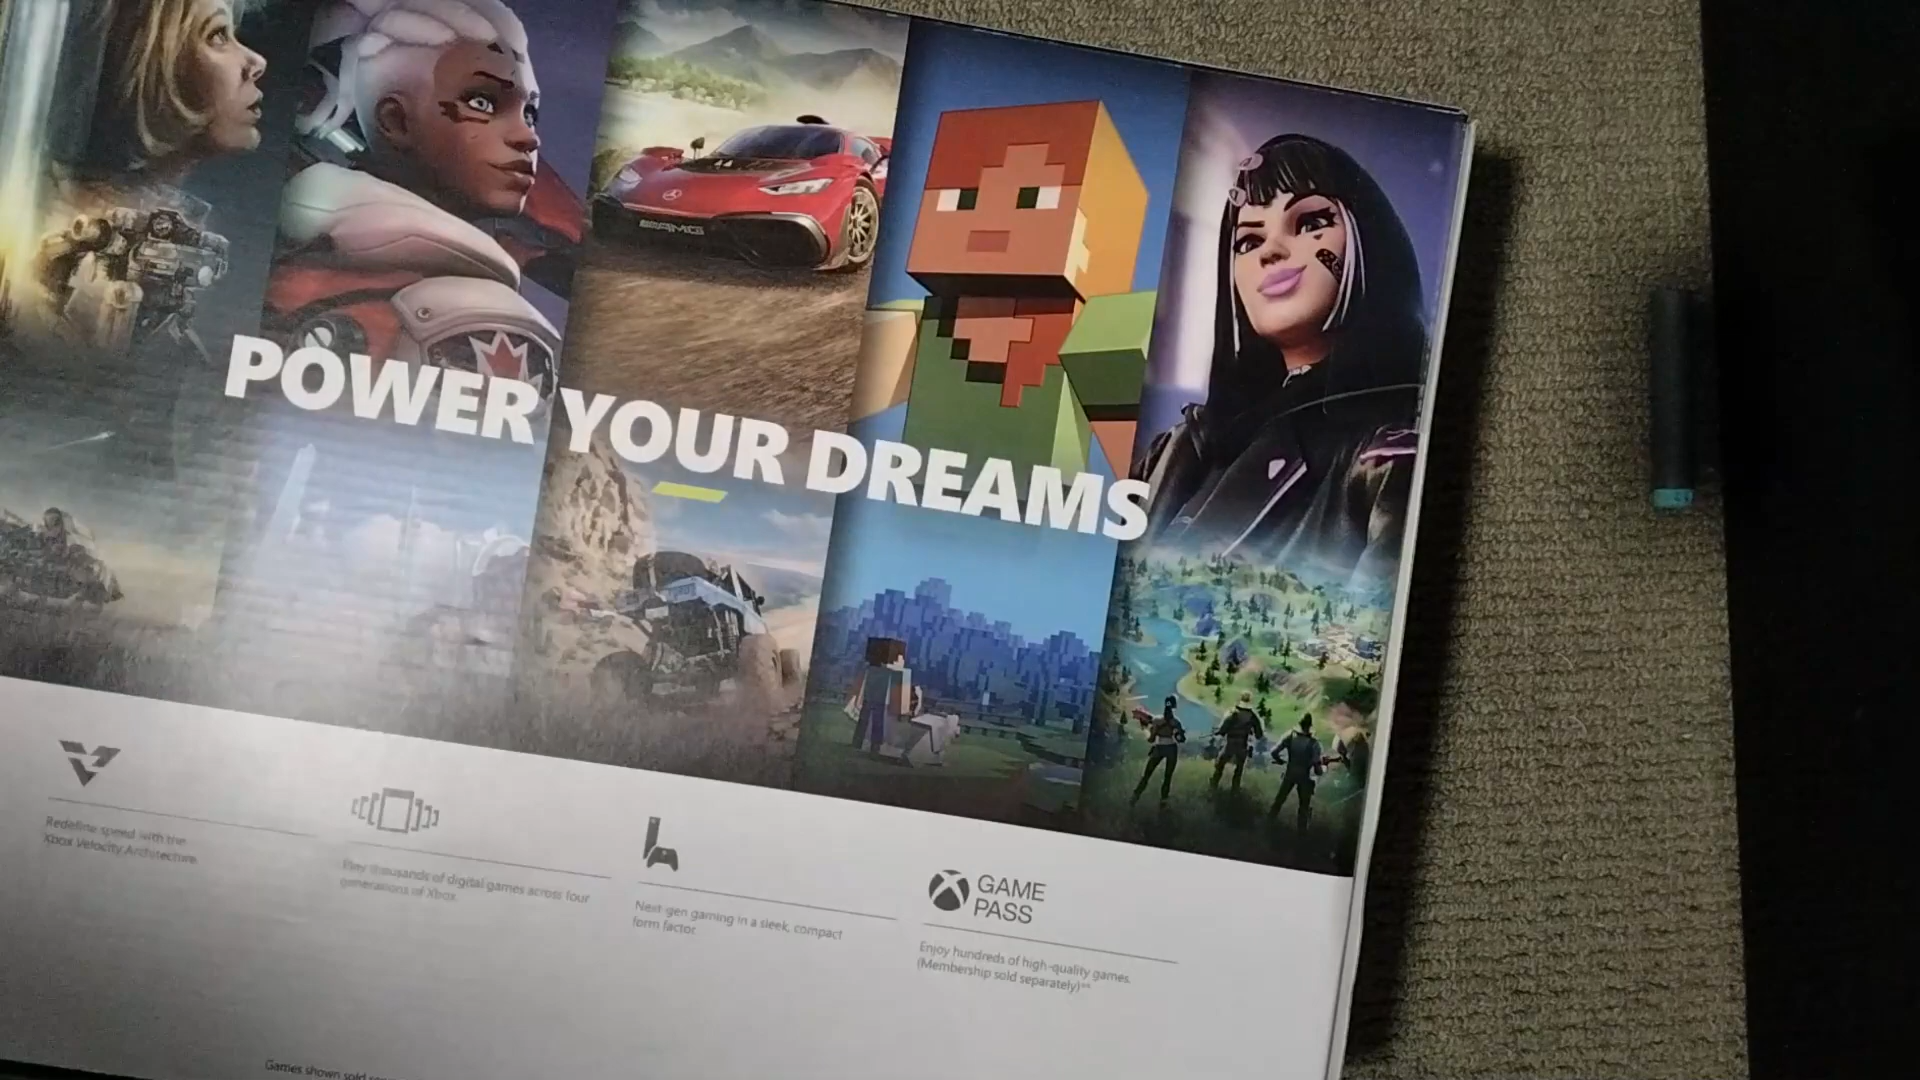 POWER YOUR DREAMS
Redefine speed with the
Xbox Velocity Architecture.
Play thousands of digital games across four
generations of Xbox.
Next-gen gaming in a sleek, compact
form factor.
GAME
PASS
Enjoy hundreds of high-quality games.
(Membership sold separately)**
Games shown sold